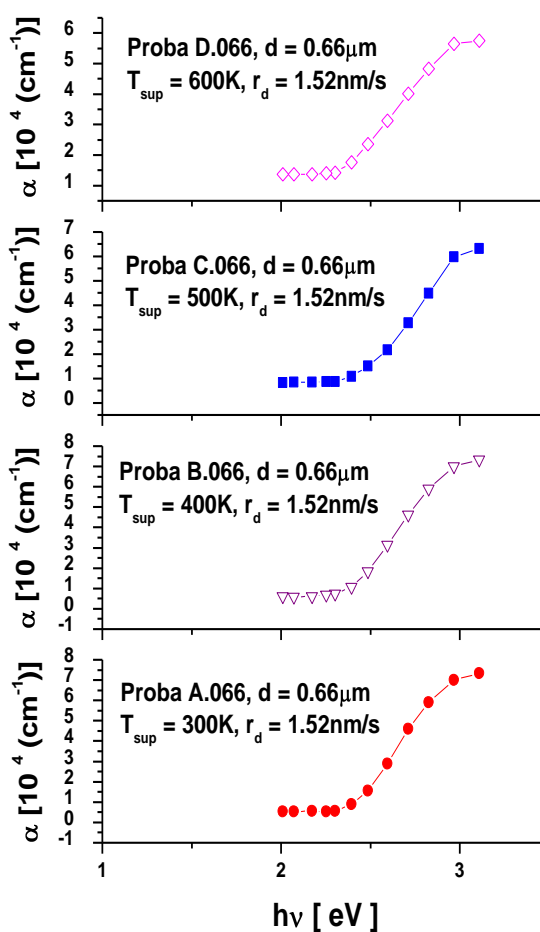 6
5
4
3
2
1
α [10 ⁴ (cm⁻¹)]
Proba D.066, d = 0.66μm
T_sup = 600K, r_d = 1.52nm/s
7
6
5
4
3
2
1
0
α [10 ⁴ (cm⁻¹)]
Proba C.066, d = 0.66μm
T_sup = 500K, r_d = 1.52nm/s
8
7
6
5
4
3
2
1
0
-1
α [10 ⁴ (cm⁻¹)]
Proba B.066, d = 0.66μm
T_sup = 400K, r_d = 1.52nm/s
8
7
6
5
4
3
2
1
0
-1
α [10 ⁴ (cm⁻¹)]
Proba A.066, d = 0.66μm
T_sup = 300K, r_d = 1.52nm/s
1 2 3
hν [ eV ]